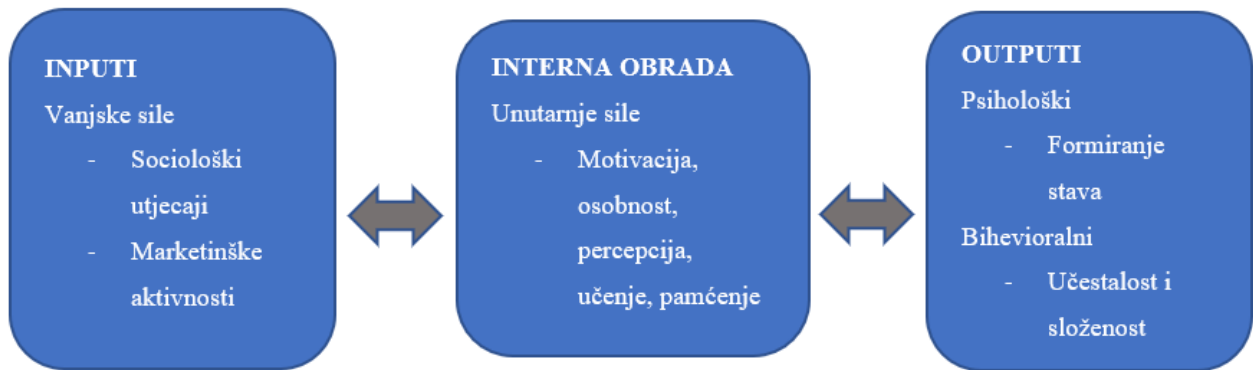 INPUTI
Vanjske sile
- Sociološki
utjecaji
- Marketinške
aktivnosti
INTERNA OBRADA
Unutarnje sile
- Motivacija,
osobnost,
percepcija,
učenje, pamćenje
OUTPUTI
Psihološki
- Formiranje
stava
Bihevioralni
- Učestalost i
složenost